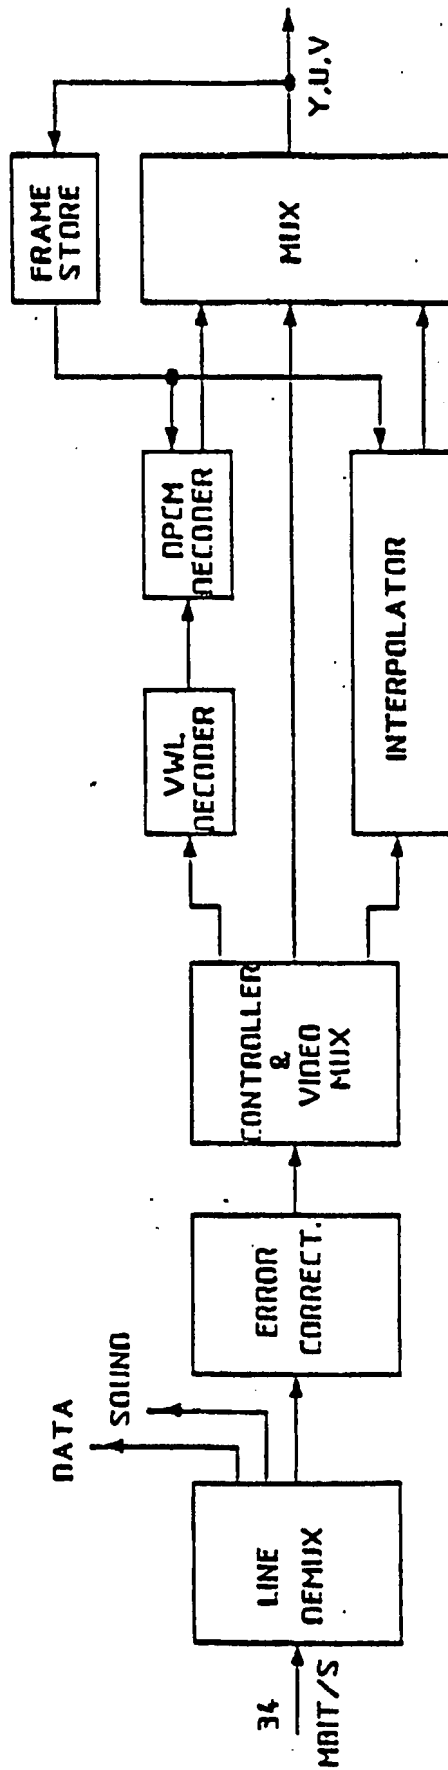 34
MBIT/S
LINE
DEMUX
DATA
SOUND
ERROR
CORRECT.
CONTROLLER
&
VIDEO
MUX
VWL
DECODER
DPCM
DECODER
INTERPOLATOR
FRAME
STORE
MUX
Y,U,V